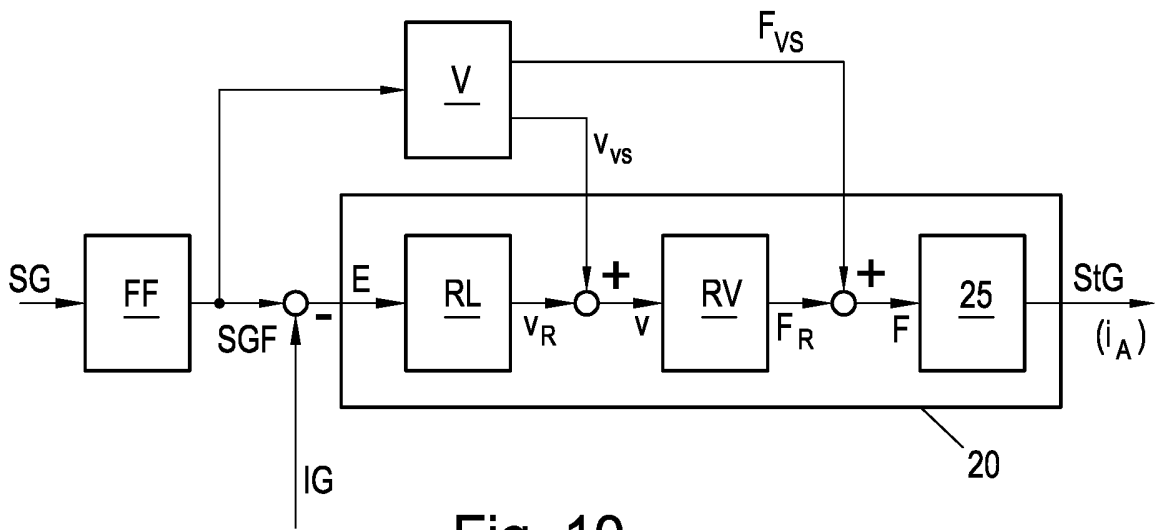 F_VS
V
v_vs
SG
FF
SGF
-
E
RL
v_R
+
v
RV
F_R
+
F
25
StG
(i_A)
20
IG
Fig. 10